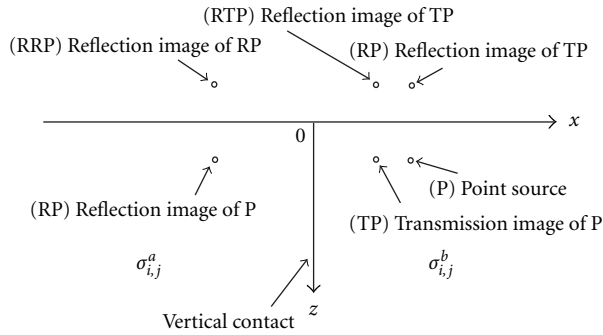 (RTP) Reflection image of TP
(RRP) Reflection image of RP
(RP) Reflection image of TP
x
0
(RP) Reflection image of P
(P) Point source
(TP) Transmission image of P
σ^a_{i,j}
σ^b_{i,j}
Vertical contact
z